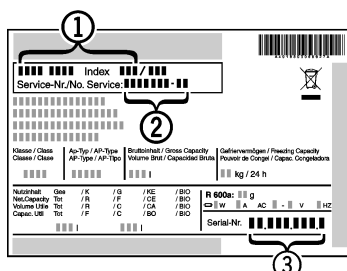 1
Index /
Service-Nr./No. Service: -
2
Klasse / Class
Classe / Clase
Ap-Typ / AP-Type
AP-Type / AP-Tipo
Bruttoinhalt / Gross Capacity
Volume Brut / Capacidad Bruta
Gefriervermögen / Freezing Capacity
Pouvoir de Congel / Capac. Congeladora
kg / 24 h
Nutzinhalt Ges / K / G / KE / BIO
Net.Capacity Tot / R / F / CE / BIO
Volume Utile Tot / R / C / CA / BIO
Capac. Util Tot / F / C / BO / BIO
l l
R 600a: g
W A AC - V HZ
Serial-Nr. . . .
3